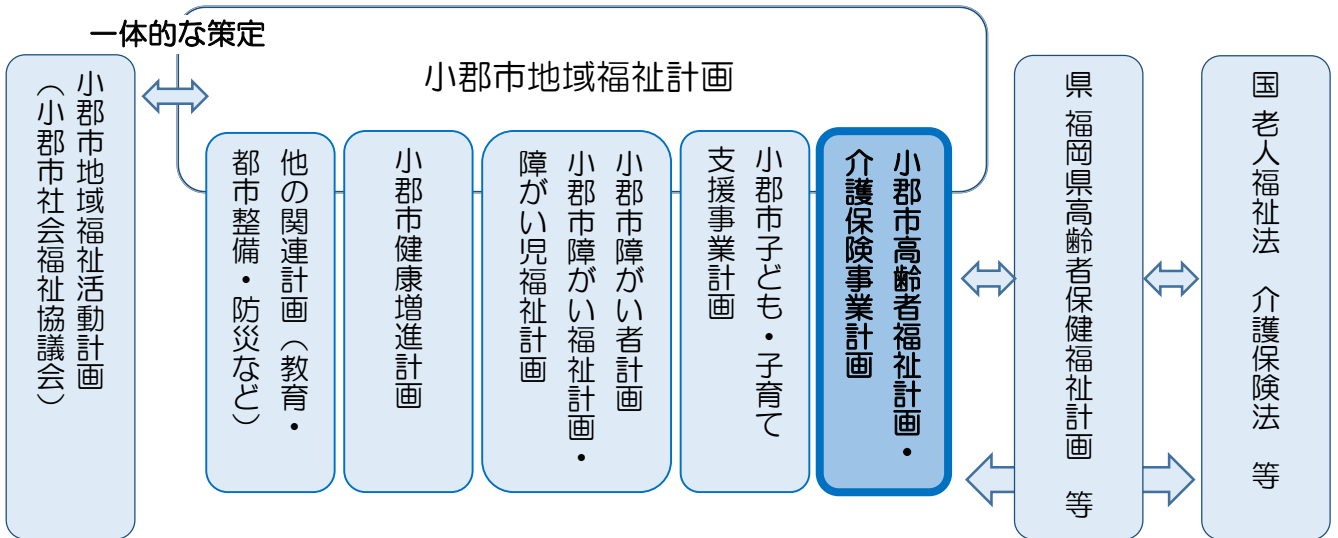 一体的な策定
小郡市地域福祉計画
小郡市地域福祉活動計画
（小郡市社会福祉協議会）
他の関連計画（教育・
都市整備・防災など）
小郡市健康増進計画
小郡市障がい者計画
小郡市障がい福祉計画・
障がい児福祉計画
小郡市子ども・子育て
支援事業計画
小郡市高齢者福祉計画・
介護保険事業計画
県 福岡県高齢者保健福祉計画 等
国 老人福祉法 介護保険法 等